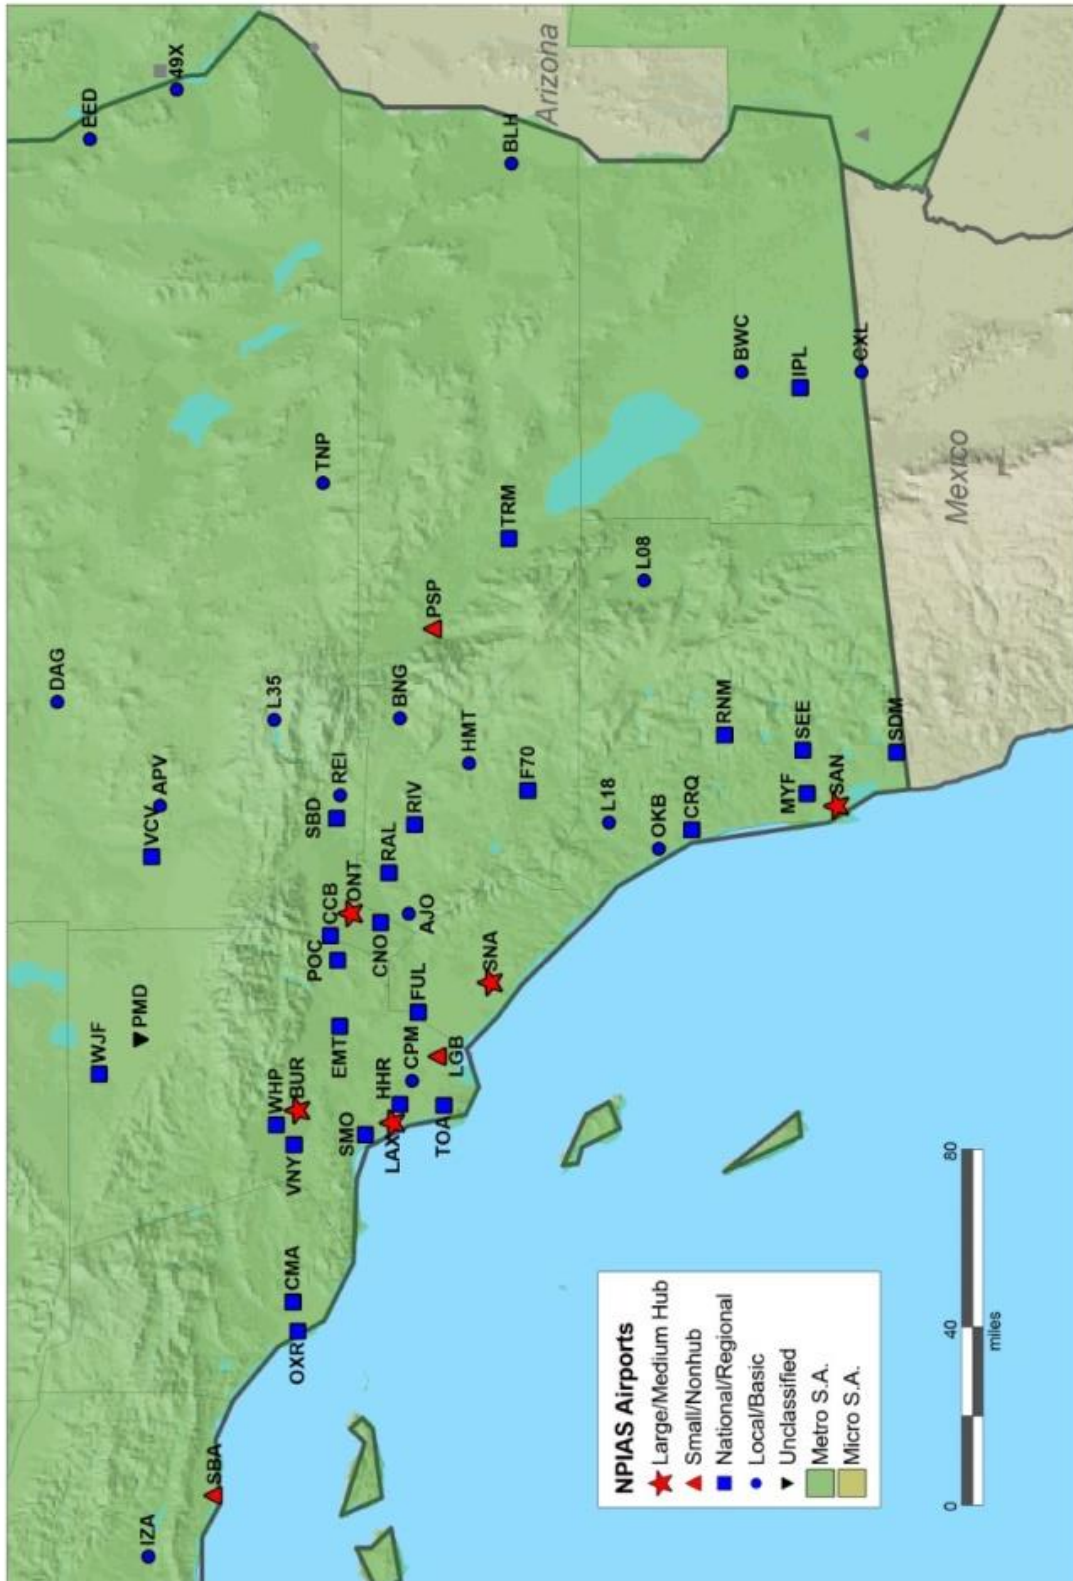 DAG
EED
WJF
PMD
IZA
VCV
APV
49X
SBA
L35
WHP
BUR
VNY
CMA
OXR
POC
CCB
SBD
REI
TNP
EMT
SMO
ONT
HHR
LAX
CNO
RAL
BNG
CPM
FUL
AJO
RIV
PSP
TOA
LGB
HMT
SNA
TRM
BLH
F70
Arizona
L18
L08
OKB
CRQ
RNM
BWC
MYF
SEE
IPL
SAN
CXL
SDM
Mexico
NPIAS Airports
Large/Medium Hub
Small/Nonhub
National/Regional
Local/Basic
Unclassified
Metro S.A.
Micro S.A.
0 40 80
miles